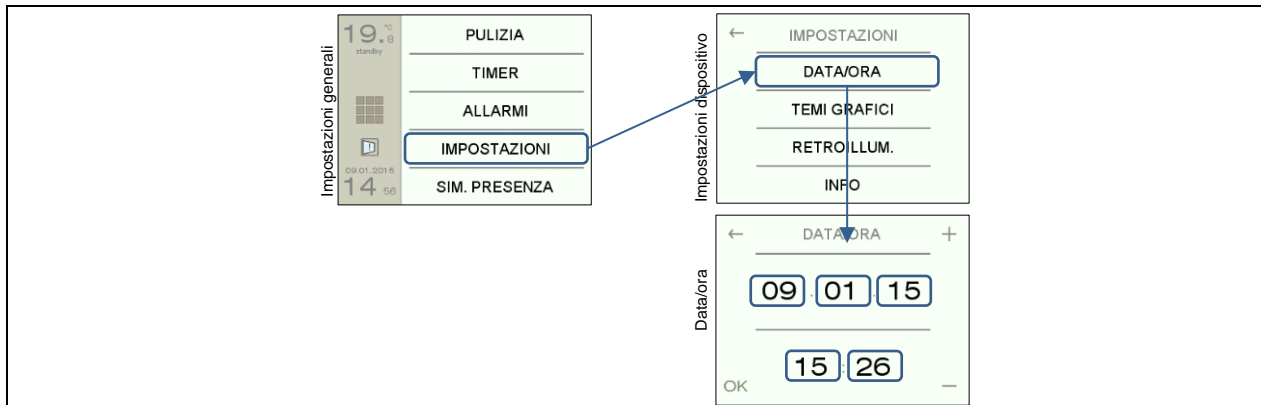 Impostazioni generali
19.8 °C
standby
09.01.2016
14 56
PULIZIA
TIMER
ALLARMI
IMPOSTAZIONI
SIM. PRESENZA
Impostazioni dispositivo
← IMPOSTAZIONI
DATA/ORA
TEMI GRAFICI
RETROILLUM.
INFO
Data/ora
← DATA/ORA +
09.01.15
15:26
OK −